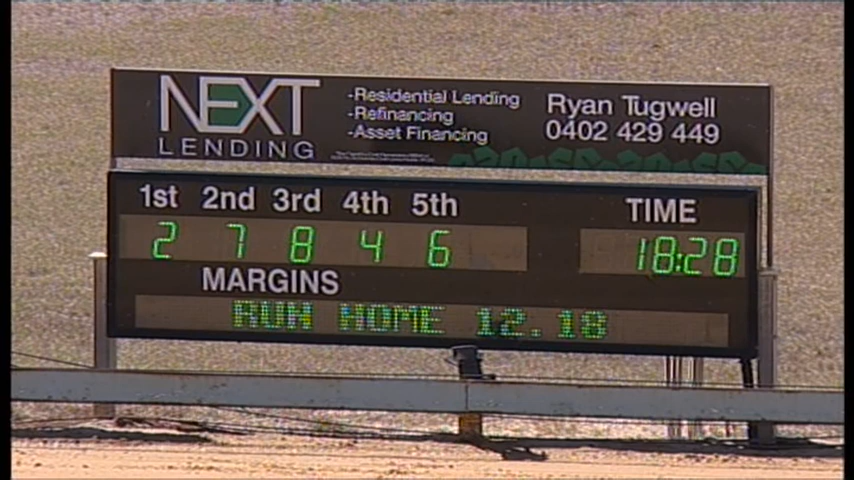 NEXT
LENDING
-Residential Lending
-Refinancing
-Asset Financing
Ryan Tugwell
0402 429 449
1st 2nd 3rd 4th 5th TIME
2 7 8 4 6 18:28
MARGINS
RUN HOME 12.18